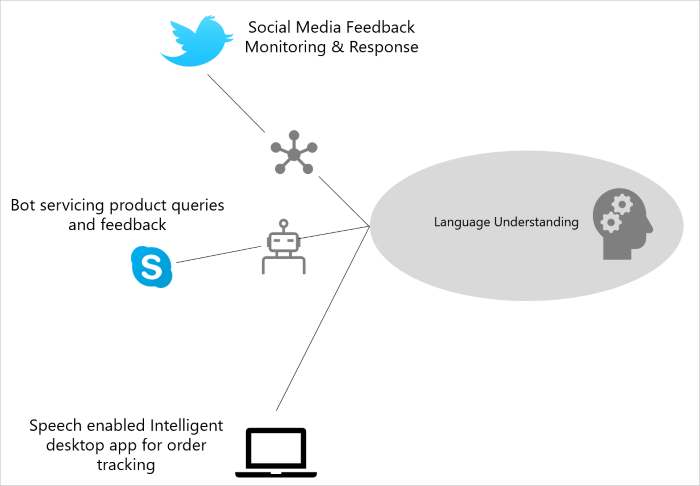 Social Media Feedback
Monitoring & Response
Bot servicing product queries
and feedback
S
Language Understanding
Speech enabled Intelligent
desktop app for order
tracking